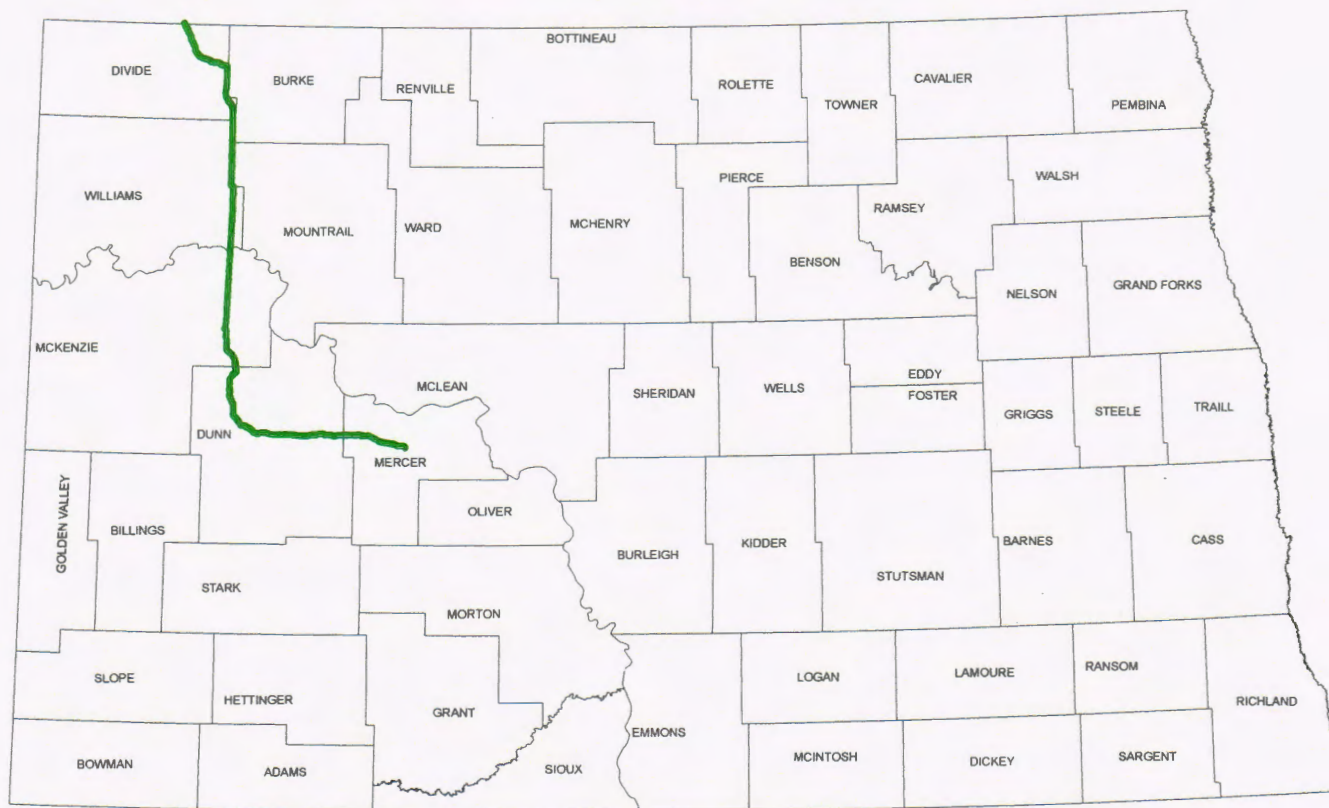 BOTTINEAU
DIVIDE
BURKE
RENVILLE
ROLETTE
TOWNER
CAVALIER
PEMBINA
WILLIAMS
MOUNTRAIL
WARD
MCHENRY
PIERCE
BENSON
RAMSEY
WALSH
NELSON
GRAND FORKS
MCKENZIE
MCLEAN
SHERIDAN
WELLS
EDDY
FOSTER
GRIGGS
STEELE
TRAILL
DUNN
MERCER
GOLDEN VALLEY
BILLINGS
OLIVER
BURLEIGH
KIDDER
STUTSMAN
BARNES
CASS
STARK
MORTON
SLOPE
HETTINGER
GRANT
EMMONS
LOGAN
LAMOURE
RANSOM
RICHLAND
BOWMAN
ADAMS
SIOUX
MCINTOSH
DICKEY
SARGENT